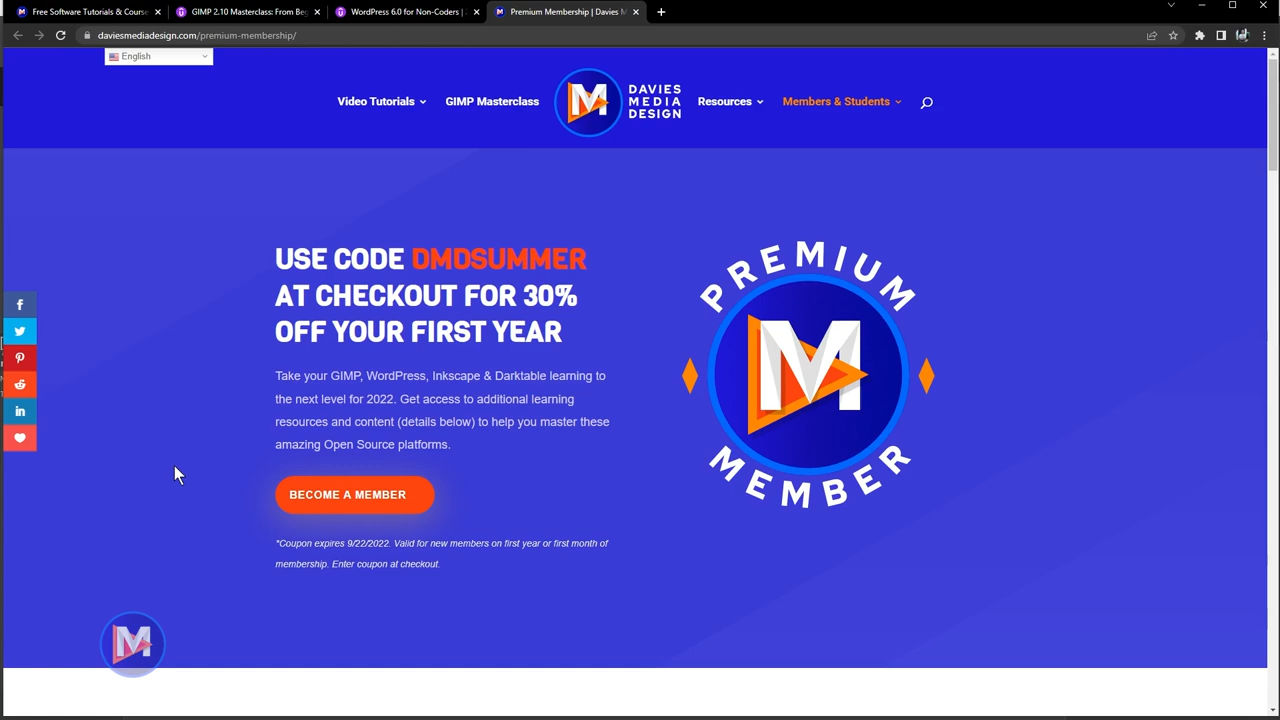 Free Software Tutorials & Course
GIMP 2.10 Masterclass: From Beg
WordPress 6.0 for Non-Coders |
Premium Membership | Davies M
daviesmediadesign.com/premium-membership/
English
Video Tutorials
GIMP Masterclass
M
DAVIES
MEDIA
DESIGN
Resources
Members & Students
USE CODE DMDSUMMER
AT CHECKOUT FOR 30%
OFF YOUR FIRST YEAR
Take your GIMP, WordPress, Inkscape & Darktable learning to
the next level for 2022. Get access to additional learning
resources and content (details below) to help you master these
amazing Open Source platforms.
BECOME A MEMBER
*Coupon expires 9/22/2022. Valid for new members on first year or first month of
membership. Enter coupon at checkout.
PREMIUM
M
MEMBER
M